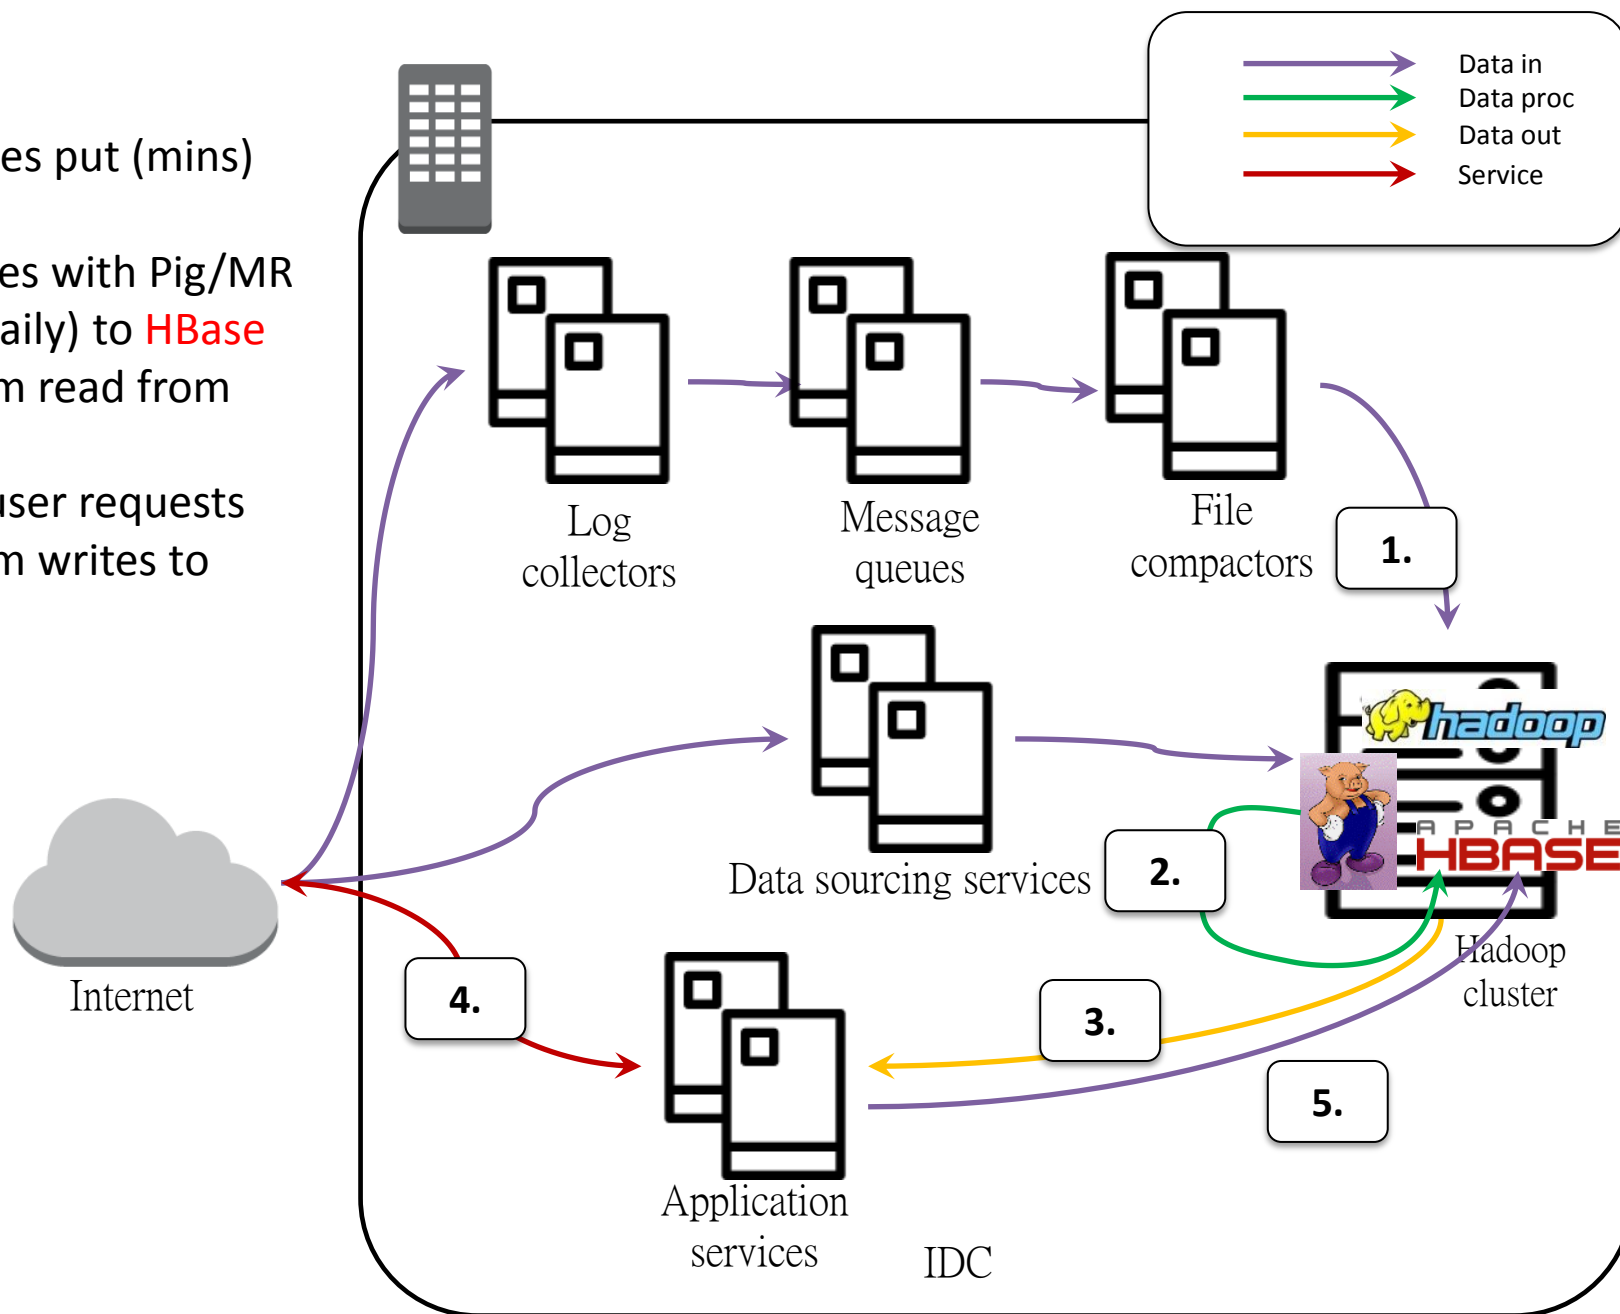 es put (mins)
es with Pig/MR
aily) to HBase
m read from
user requests
m writes to
Data in
Data proc
Data out
Service
Log
collectors
Message
queues
File
compactors
1.
hadoop
APACHE
HBASE
Data sourcing services
2.
Hadoop
cluster
Internet
4.
3.
5.
Application
services
IDC